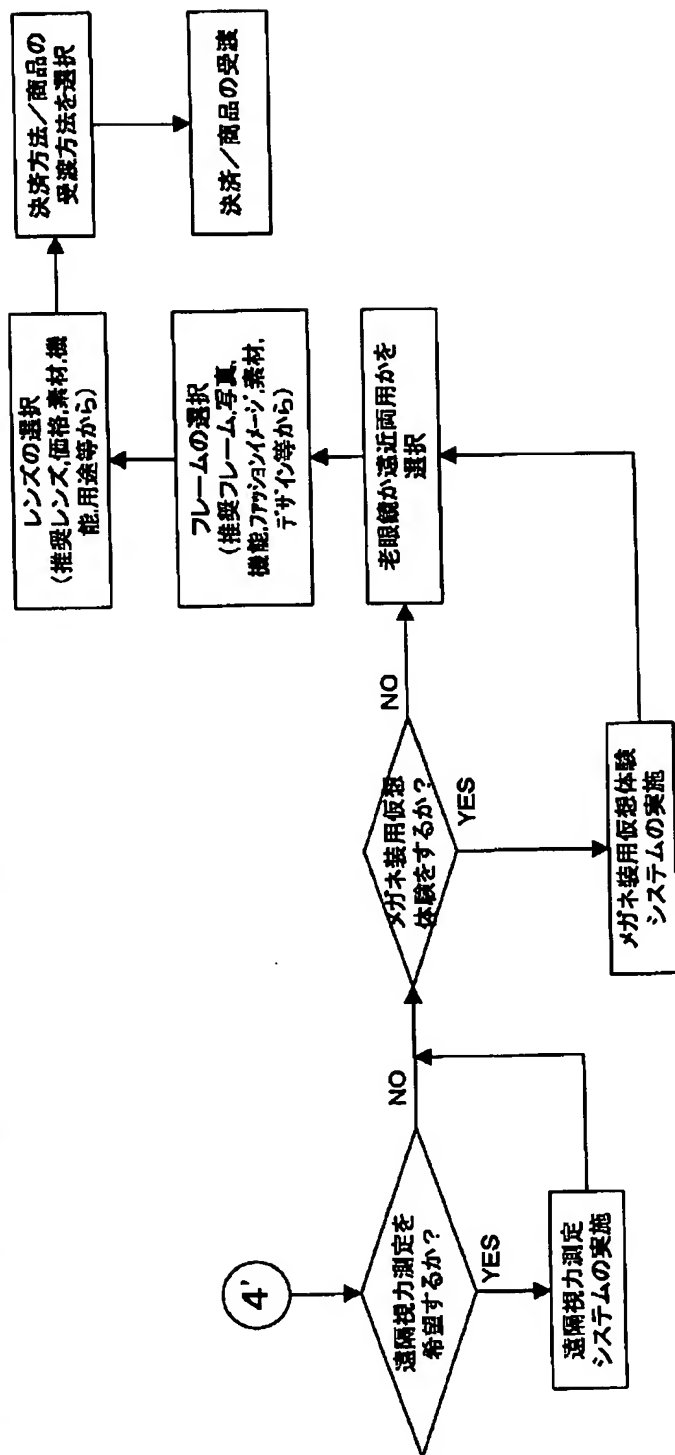 4'
遠隔視力測定を
希望するか?
YES
NO
遠隔視力測定
システムの実施
メガネ装用仮想
体験をするか?
YES
NO
メガネ装用仮想体験
システムの実施
老眼鏡か遠近両用かを
選択
フレームの選択
(推奨フレーム,写真,
機能,ファッションイメージ,素材,
デザイン等から)
レンズの選択
(推奨レンズ,価格,素材,機
能,用途等から)
決済方法/商品の
受渡方法を選択
決済/商品の受渡